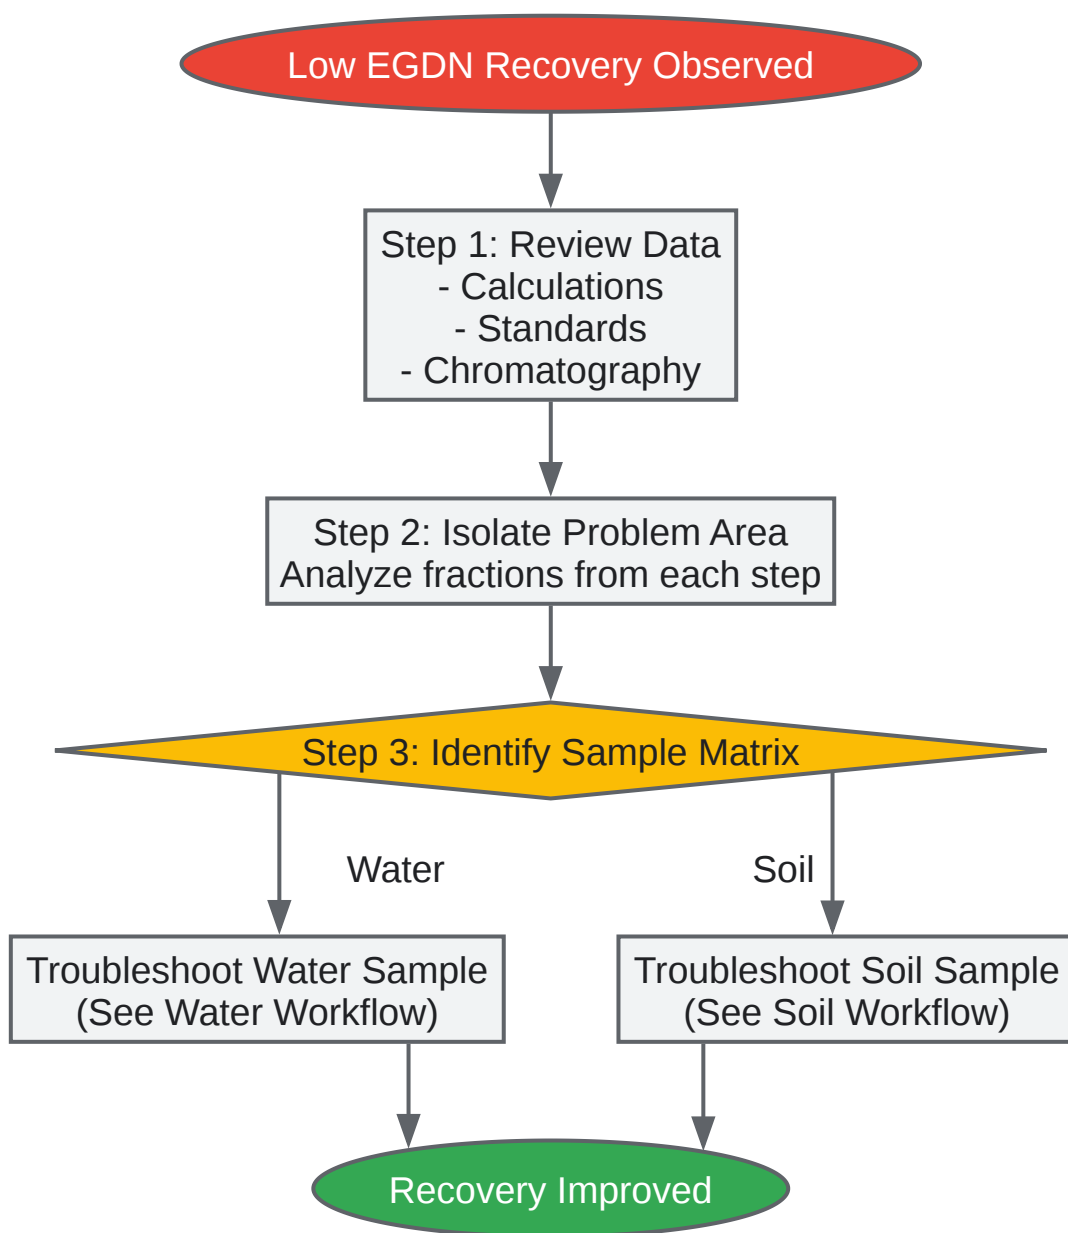 Low EGDN Recovery Observed
Step 1: Review Data
- Calculations
- Standards
- Chromatography
Step 2: Isolate Problem Area
Analyze fractions from each step
Step 3: Identify Sample Matrix
Water
Soil
Troubleshoot Water Sample
(See Water Workflow)
Troubleshoot Soil Sample
(See Soil Workflow)
Recovery Improved